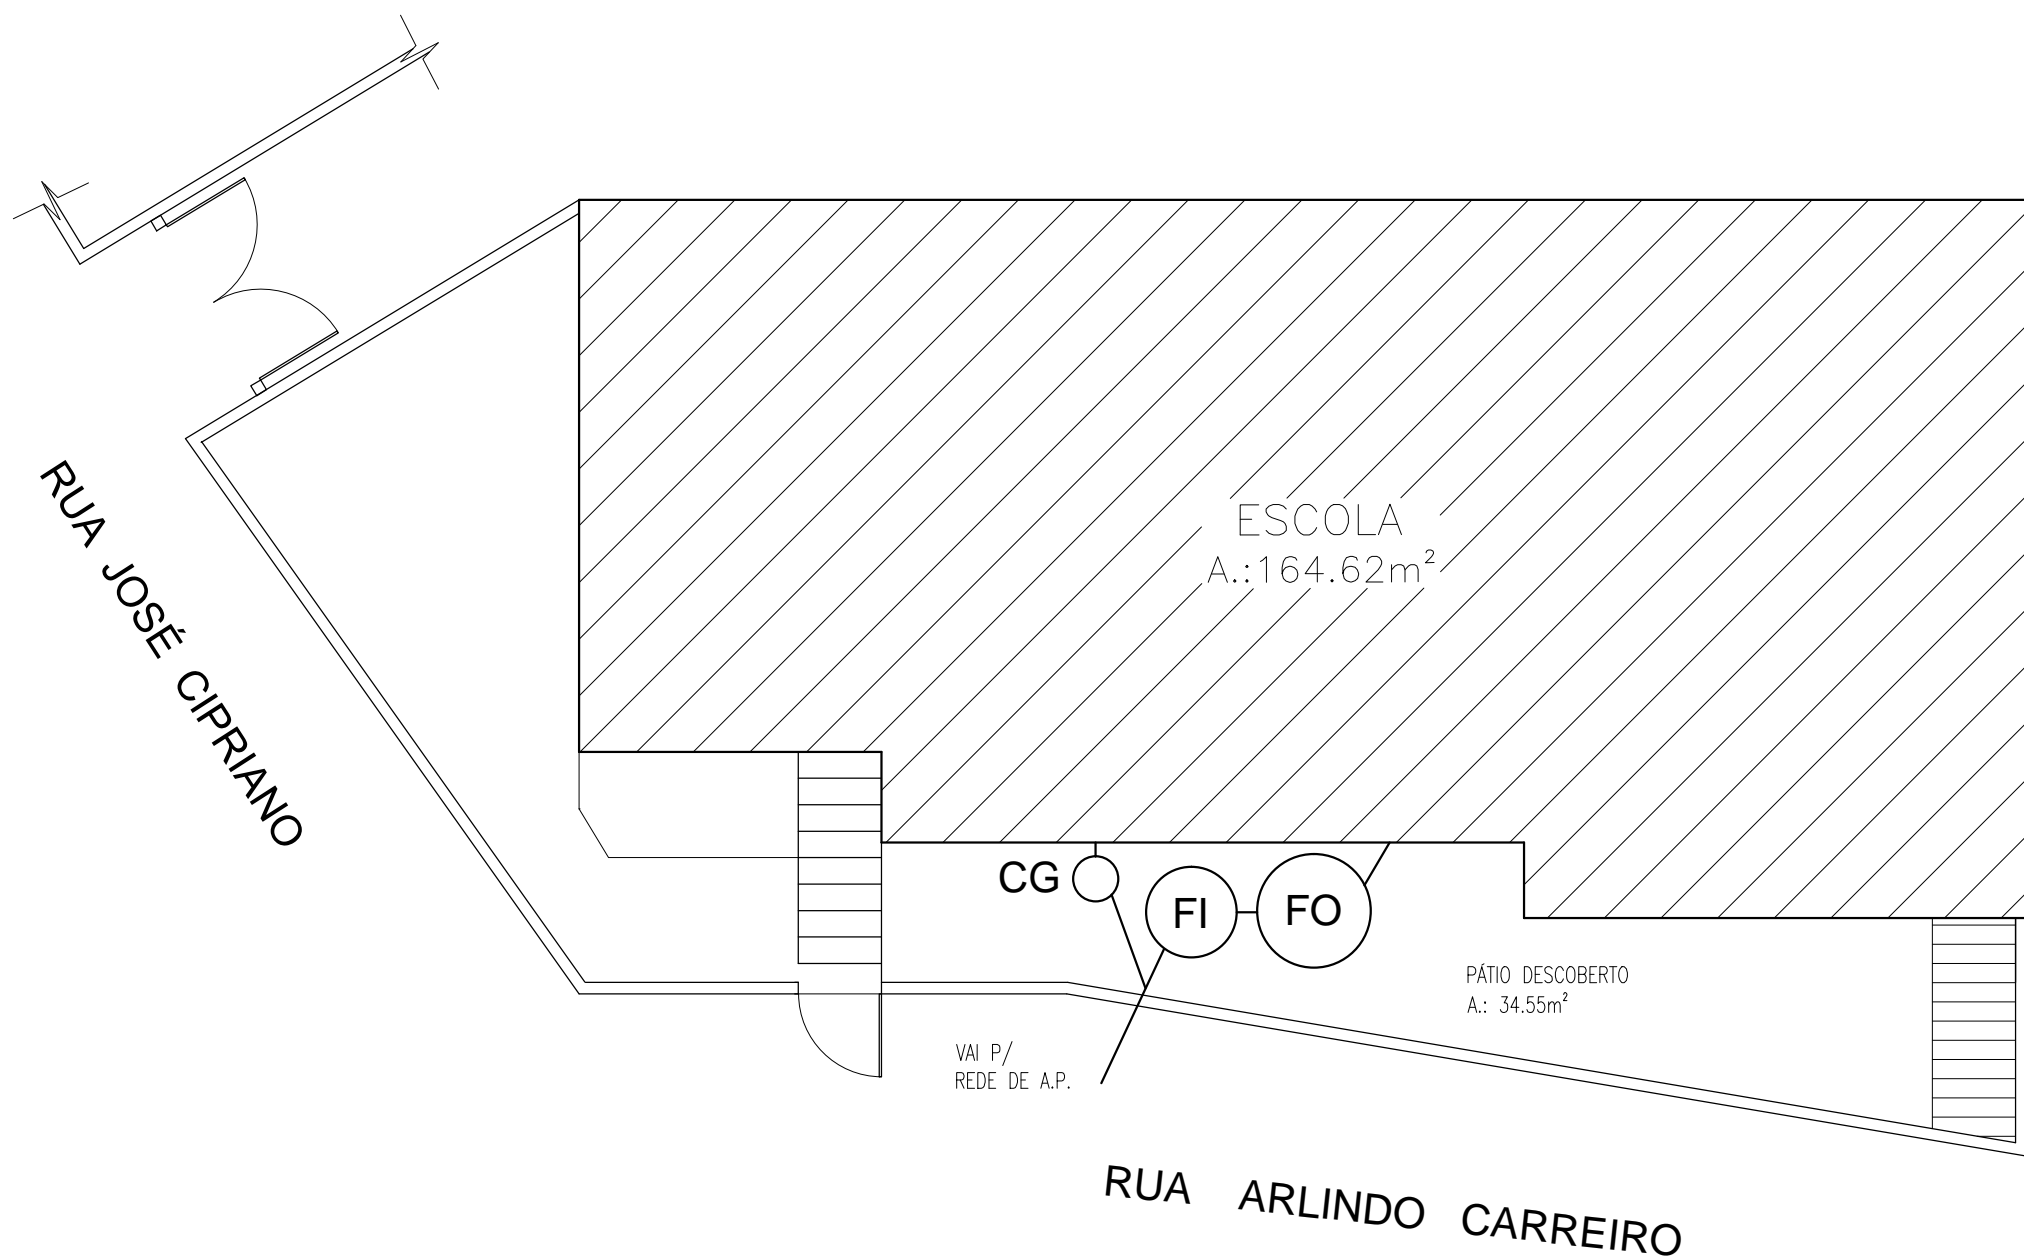 ESCOLA
A.:164.62m²
RUA JOSÉ CIPRIANO
CG
FI
FO
PÁTIO DESCOBERTO
A.: 34.55m²
VAI P/
REDE DE A.P.
RUA ARLINDO CARREIRO